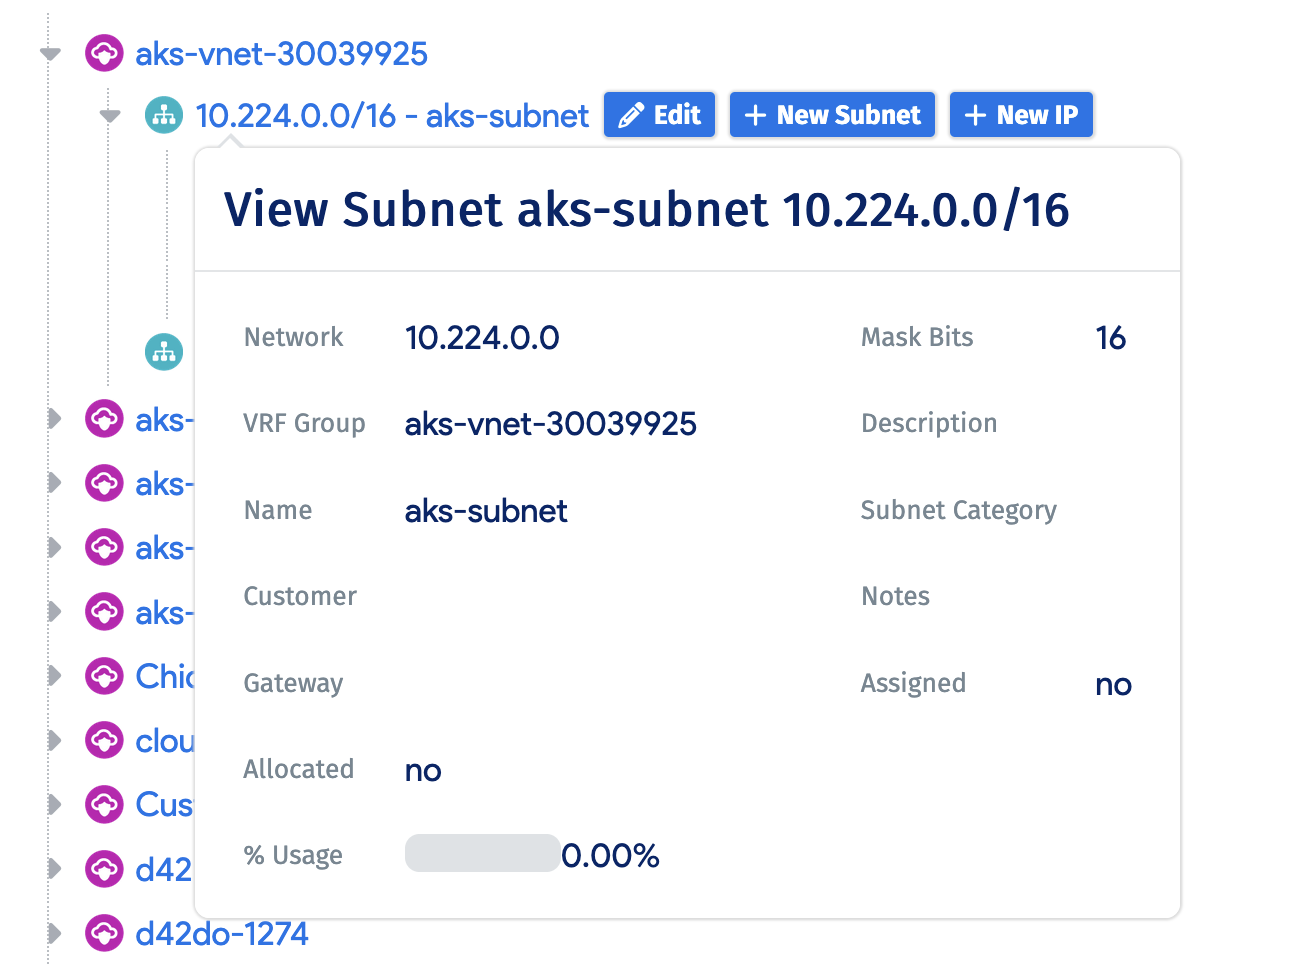 aks-vnet-30039925
10.224.0.0/16 - aks-subnet Edit + New Subnet + New IP
View Subnet aks-subnet 10.224.0.0/16
Network 10.224.0.0 Mask Bits 16
VRF Group aks-vnet-30039925 Description
Name aks-subnet Subnet Category
Customer Notes
Gateway Assigned no
Allocated no
% Usage 0.00%
aks-
aks-
aks-
aks-
Chic
clou
Cus
d42
d42do-1274